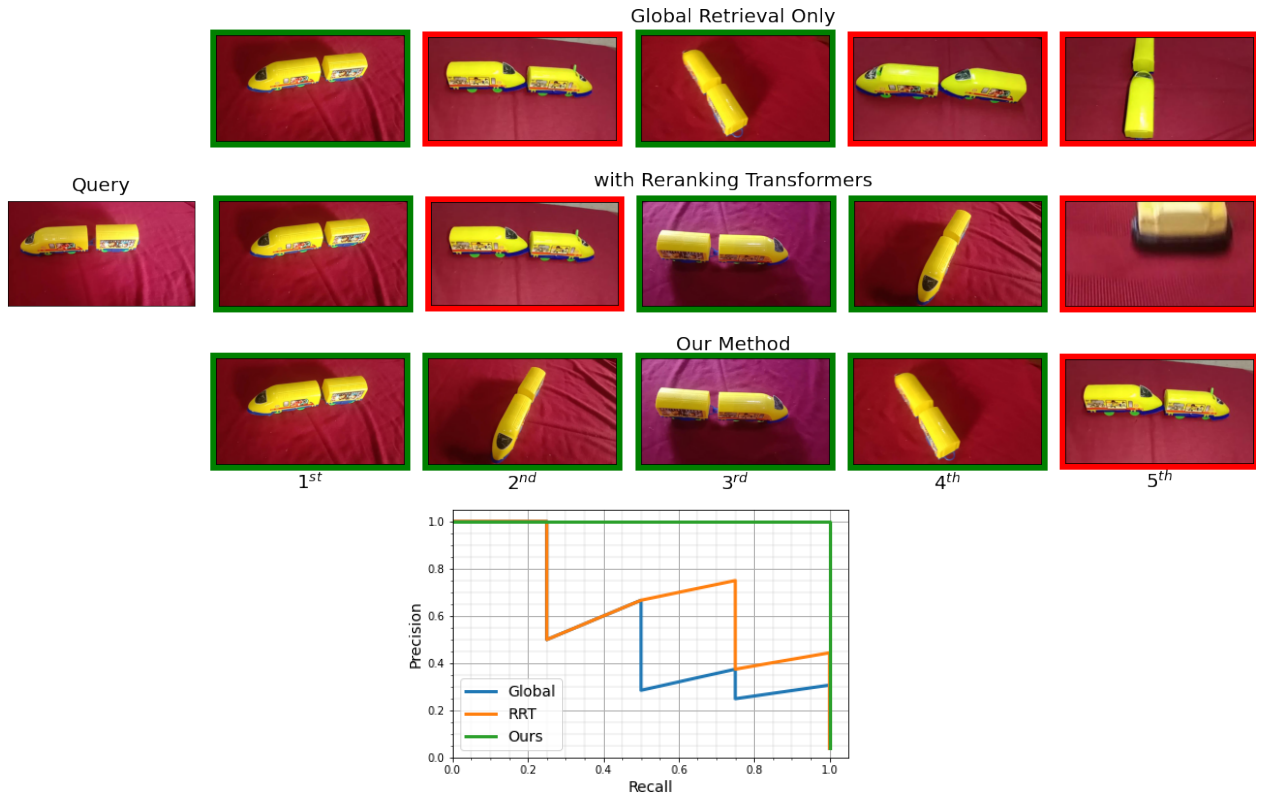 Global Retrieval Only
Query
with Reranking Transformers
Our Method
1st
2nd
3rd
4th
5th
1.0
0.8
0.6
0.4
0.2
0.0
Precision
Global
RRT
Ours
0.0
0.2
0.4
0.6
0.8
1.0
Recall